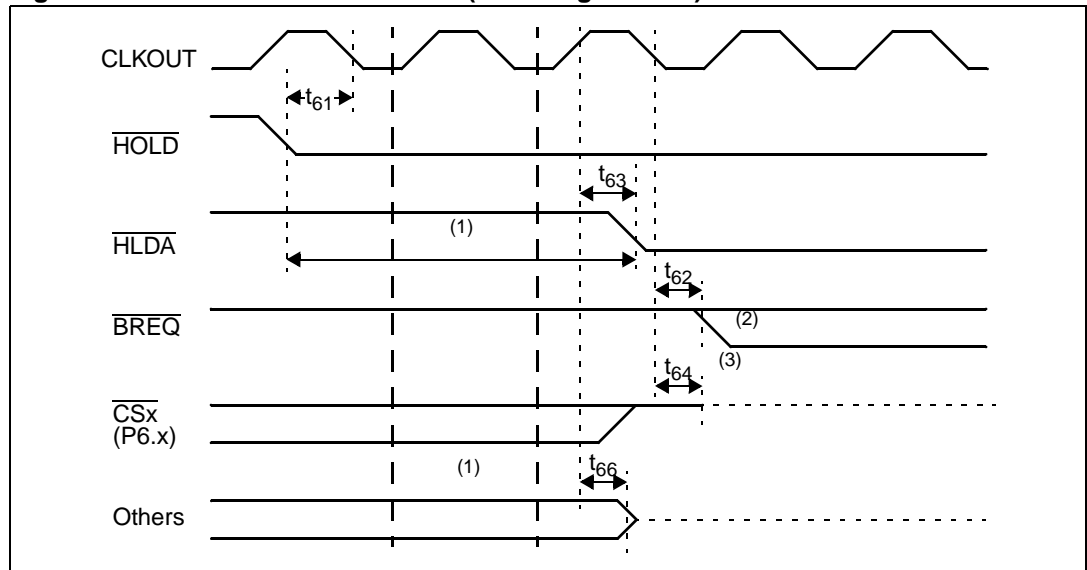 CLKOUT
t61
HOLD
t63
(1)
HLDA
t62
BREQ
(2)
(3)
t64
CSx
(P6.x)
(1)
t66
Others